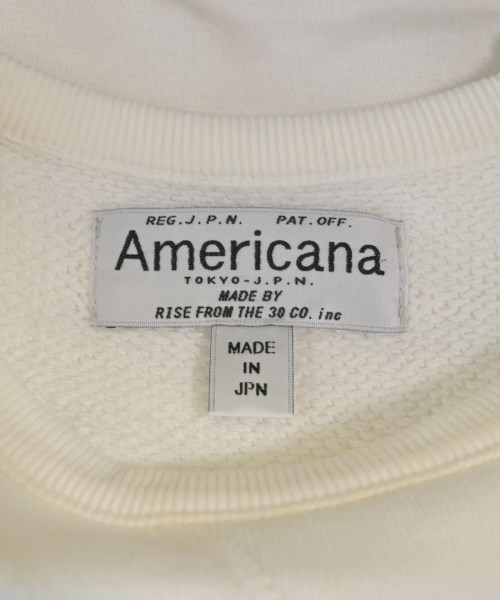 REG.J.P.N. PAT.OFF.
Americana
TOKYO-J.P.N.
MADE BY
RISE FROM THE 30 CO. inc
MADE
IN
JPN